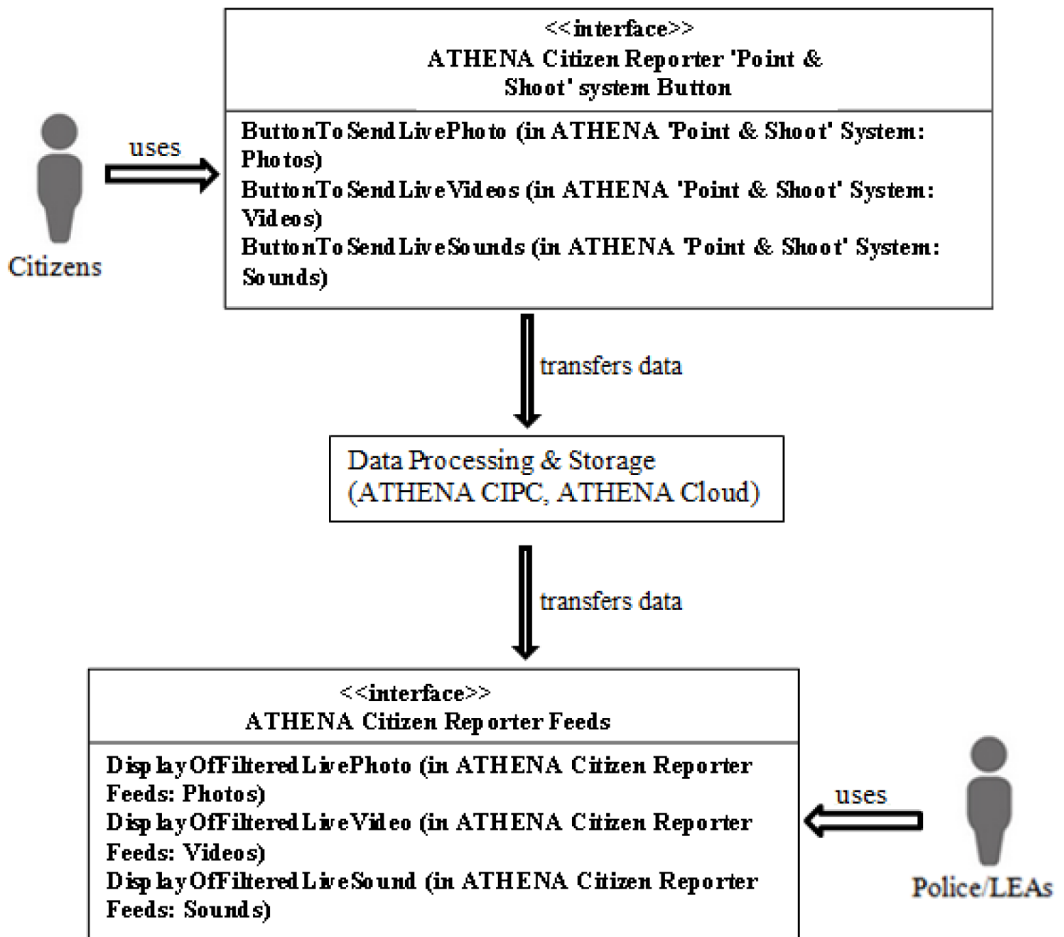 <<interface>>
ATHENA Citizen Reporter 'Point &
Shoot' system Button
ButtonToSendLivePhoto (in ATHENA 'Point & Shoot' System:
Photos)
ButtonToSendLiveVideos (in ATHENA 'Point & Shoot' System:
Videos)
ButtonToSendLiveSounds (in ATHENA 'Point & Shoot' System:
Sounds)
uses
Citizens
transfers data
Data Processing & Storage
(ATHENA CIPC, ATHENA Cloud)
transfers data
<<interface>>
ATHENA Citizen Reporter Feeds
DisplayOfFilteredLivePhoto (in ATHENA Citizen Reporter
Feeds: Photos)
DisplayOfFilteredLiveVideo (in ATHENA Citizen Reporter
Feeds: Videos)
DisplayOfFilteredLiveSound (in ATHENA Citizen Reporter
Feeds: Sounds)
uses
Police/LEAs